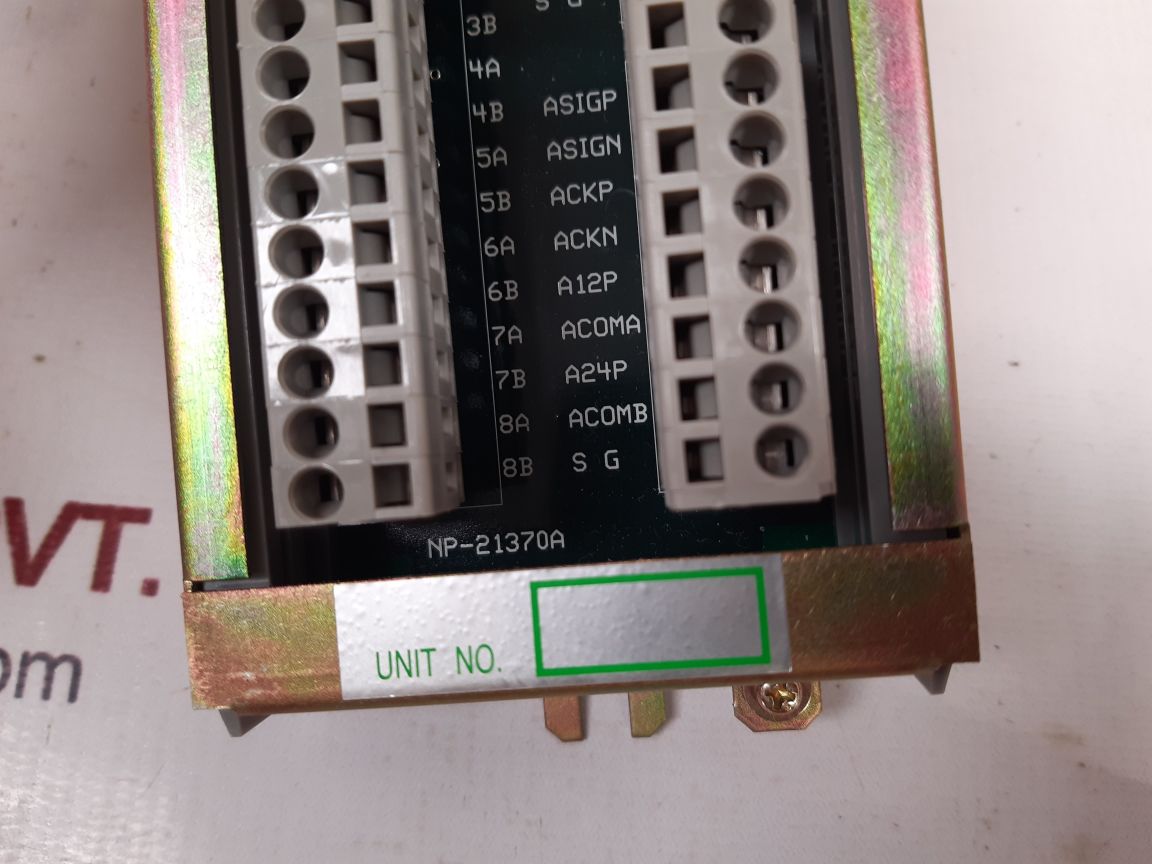 S G
3B
4A
4B ASIGP
5A ASIGN
5B ACKP
6A ACKN
6B A12P
7A ACOMA
7B A24P
8A ACOMB
8B S G
NP-21370A
UNIT NO.
PVT.
om